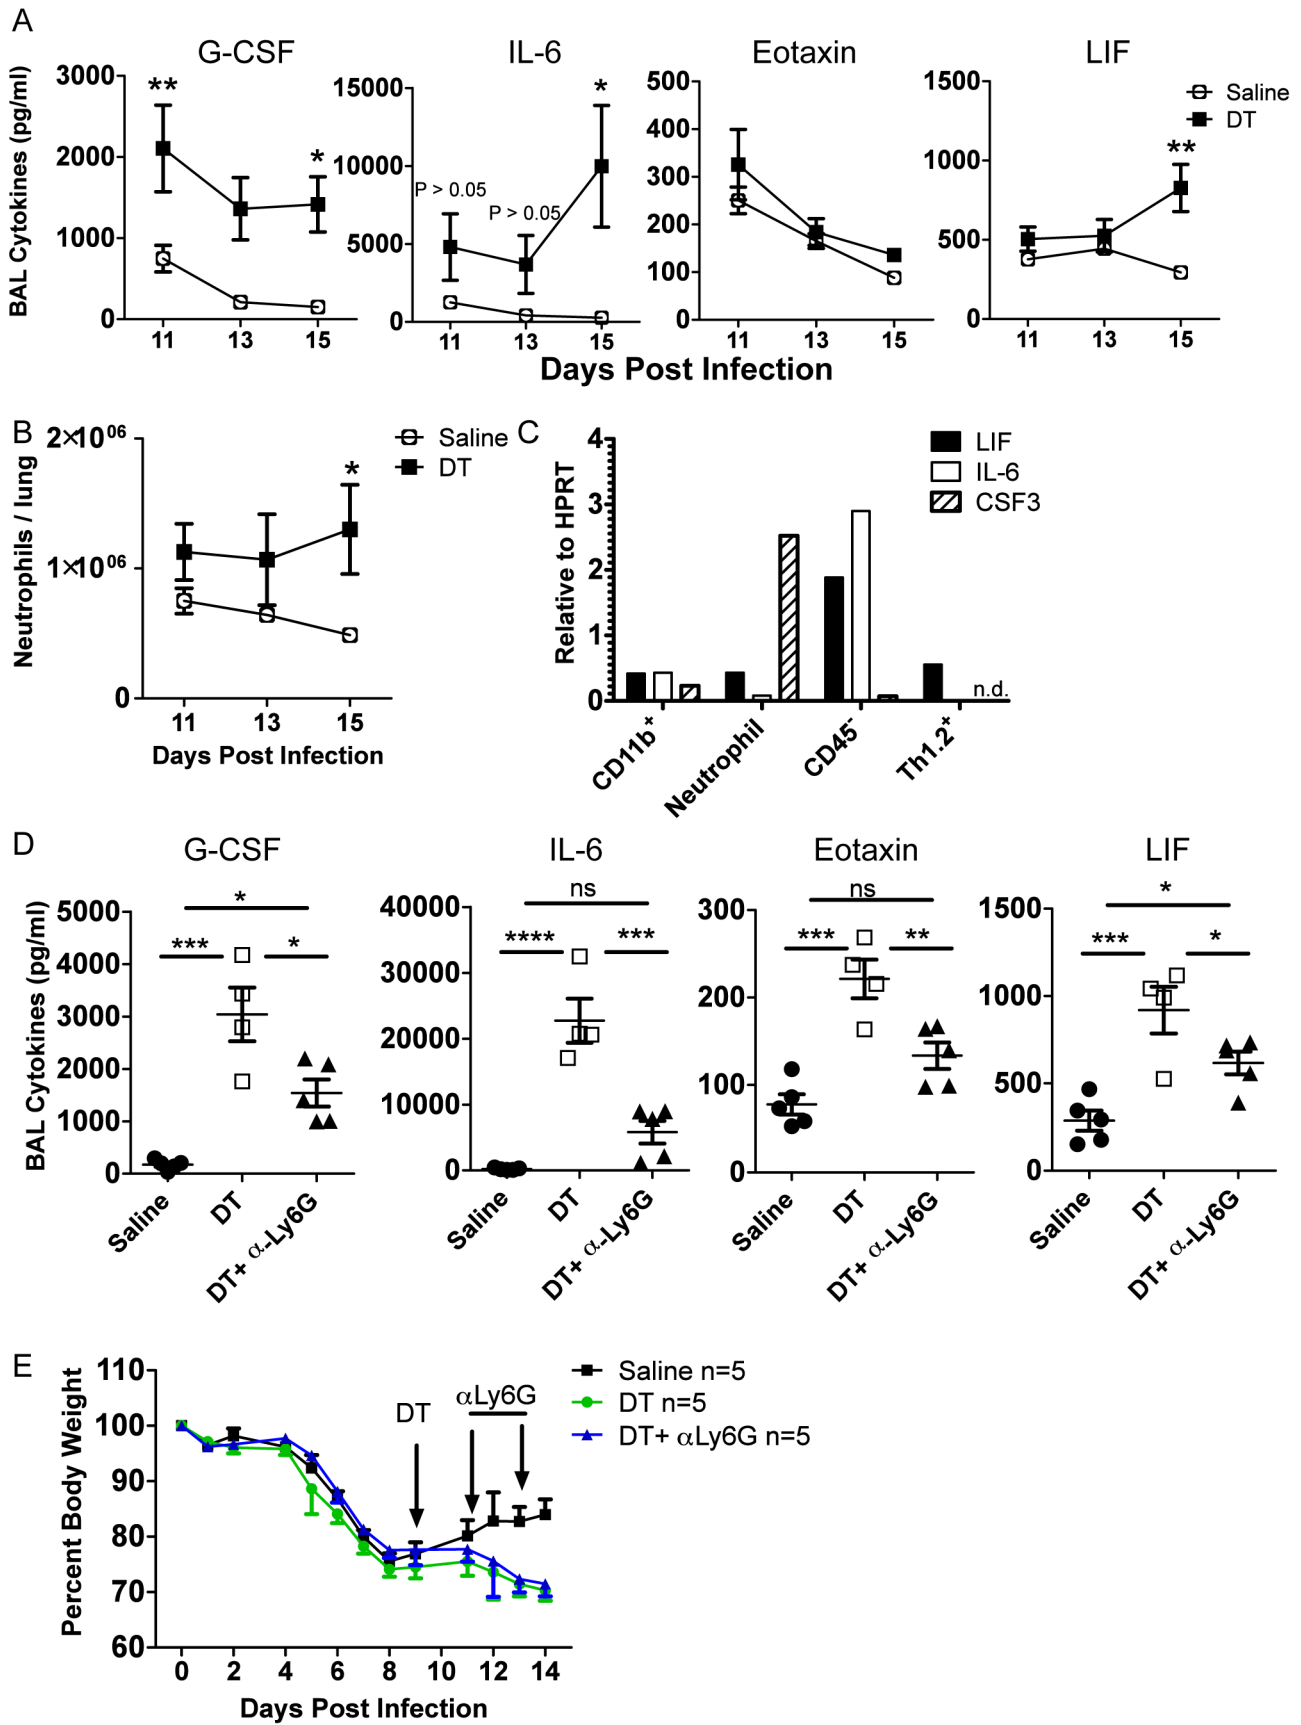 A
G-CSF
IL-6
Eotaxin
LIF
BAL Cytokines (pg/ml)
3000
2000
1000
0
**
*
11
13
15
15000
10000
5000
0
P > 0.05
P > 0.05
*
11
13
15
500
400
300
200
100
0
11
13
15
1500
1000
500
0
**
11
13
15
Saline
DT
Days Post Infection
B
Neutrophils / lung
2×10⁰⁶
1×10⁰⁶
0
*
11
13
15
Days Post Infection
Saline
DT
C
Relative to HPRT
4
3
2
1
0
LIF
IL-6
CSF3
n.d.
CD11b⁺
Neutrophil
CD45⁻
Th1.2⁺
D
G-CSF
IL-6
Eotaxin
LIF
BAL Cytokines (pg/ml)
5000
4000
3000
2000
1000
0
*
***
*
Saline
DT
DT+ α-Ly6G
40000
30000
20000
10000
0
ns
****
***
Saline
DT
DT+ α-Ly6G
300
200
100
0
ns
***
**
Saline
DT
DT+ α-Ly6G
1500
1000
500
0
*
***
*
Saline
DT
DT+ α-Ly6G
E
Percent Body Weight
110
100
90
80
70
60
DT
αLy6G
Saline n=5
DT n=5
DT+ αLy6G n=5
0
2
4
6
8
10
12
14
Days Post Infection